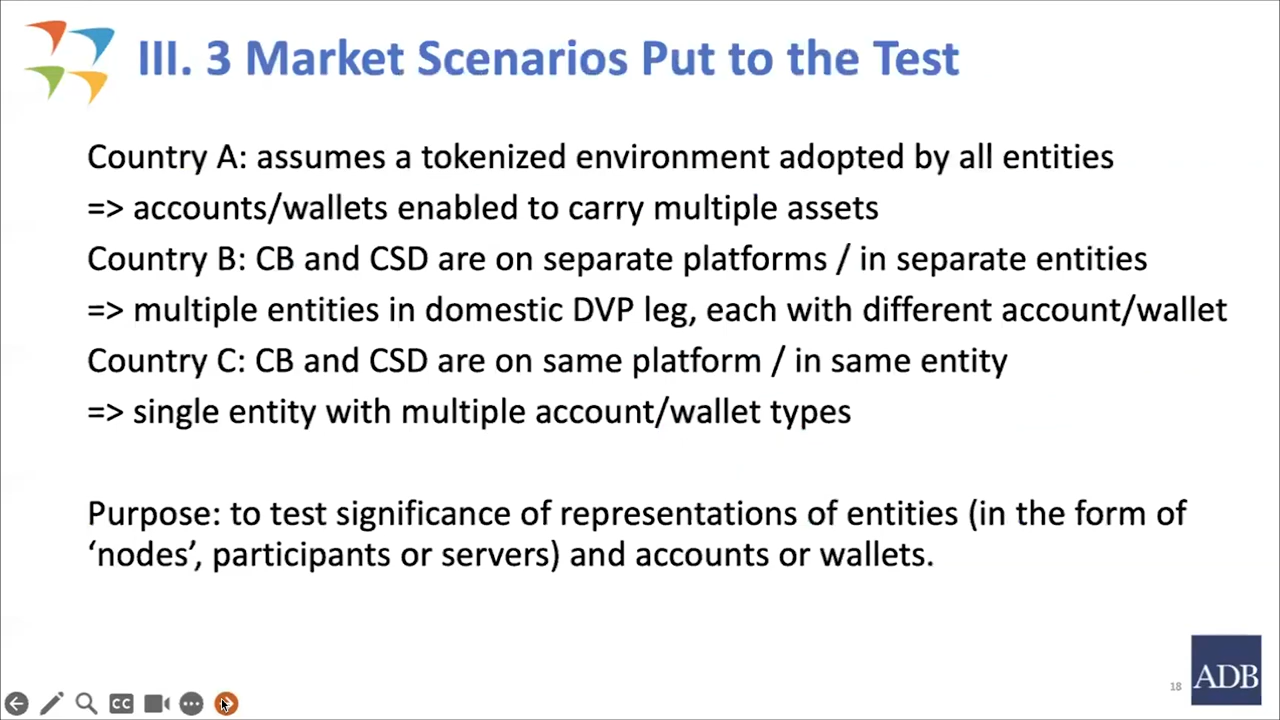 III. 3 Market Scenarios Put to the Test
Country A: assumes a tokenized environment adopted by all entities
=> accounts/wallets enabled to carry multiple assets
Country B: CB and CSD are on separate platforms / in separate entities
=> multiple entities in domestic DVP leg, each with different account/wallet
Country C: CB and CSD are on same platform / in same entity
=> single entity with multiple account/wallet types
Purpose: to test significance of representations of entities (in the form of
‘nodes’, participants or servers) and accounts or wallets.
CC
18
ADB